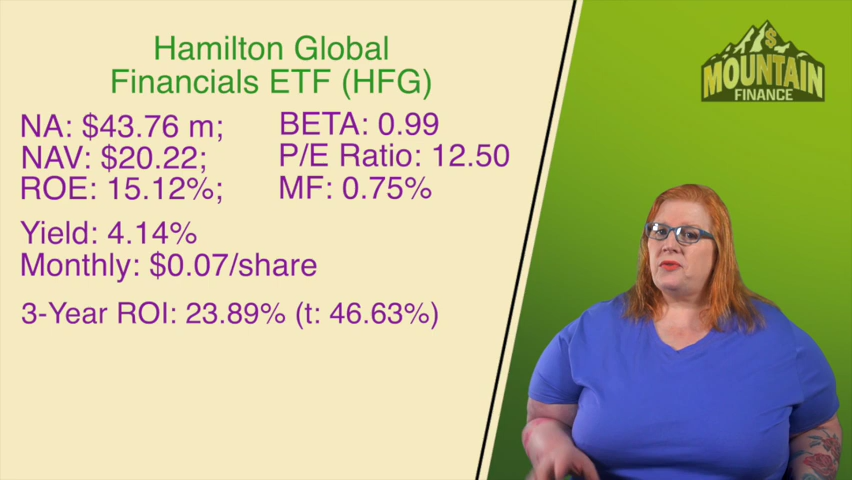 Hamilton Global
Financials ETF (HFG)
NA: $43.76 m;
NAV: $20.22;
ROE: 15.12%;
BETA: 0.99
P/E Ratio: 12.50
MF: 0.75%
Yield: 4.14%
Monthly: $0.07/share
3-Year ROI: 23.89% (t: 46.63%)
$
MOUNTAIN
FINANCE